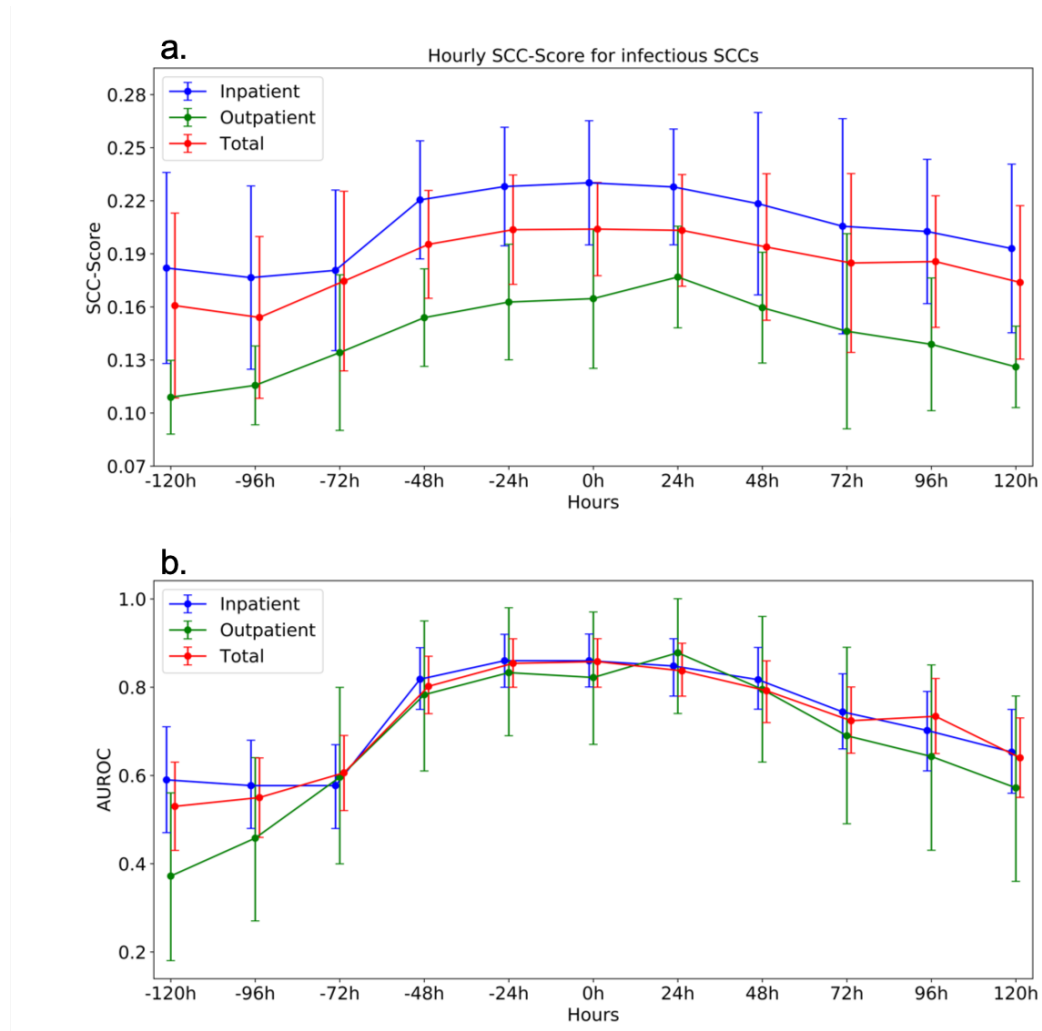 a.
Hourly SCC-Score for infectious SCCs
Inpatient
Outpatient
Total
SCC-Score
0.28
0.25
0.22
0.19
0.16
0.13
0.10
0.07
-120h -96h -72h -48h -24h 0h 24h 48h 72h 96h 120h
Hours
b.
Inpatient
Outpatient
Total
AUROC
1.0
0.8
0.6
0.4
0.2
-120h -96h -72h -48h -24h 0h 24h 48h 72h 96h 120h
Hours